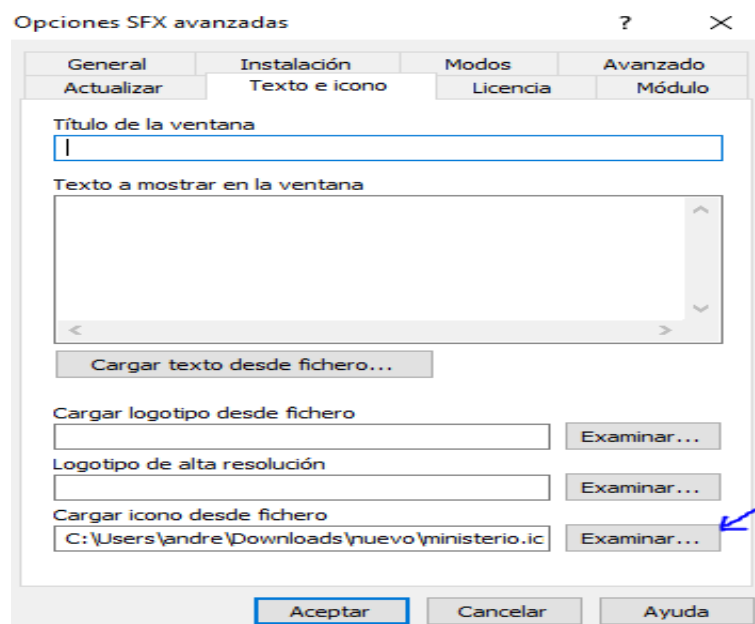 Opciones SFX avanzadas ?
General Instalación Modos Avanzado
Actualizar Texto e icono Licencia Módulo
Título de la ventana
Texto a mostrar en la ventana
Cargar texto desde fichero...
Cargar logotipo desde fichero
Examinar...
Logotipo de alta resolución
Examinar...
Cargar icono desde fichero
C:\Users\andre\Downloads\nuevo\ministerio.ic Examinar...
Aceptar Cancelar Ayuda